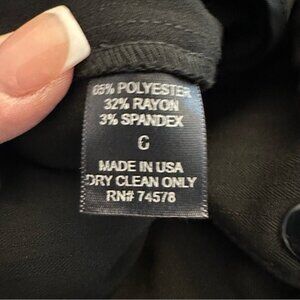 65% POLYESTER
32% RAYON
3% SPANDEX
6
MADE IN USA
DRY CLEAN ONLY
RN# 74578